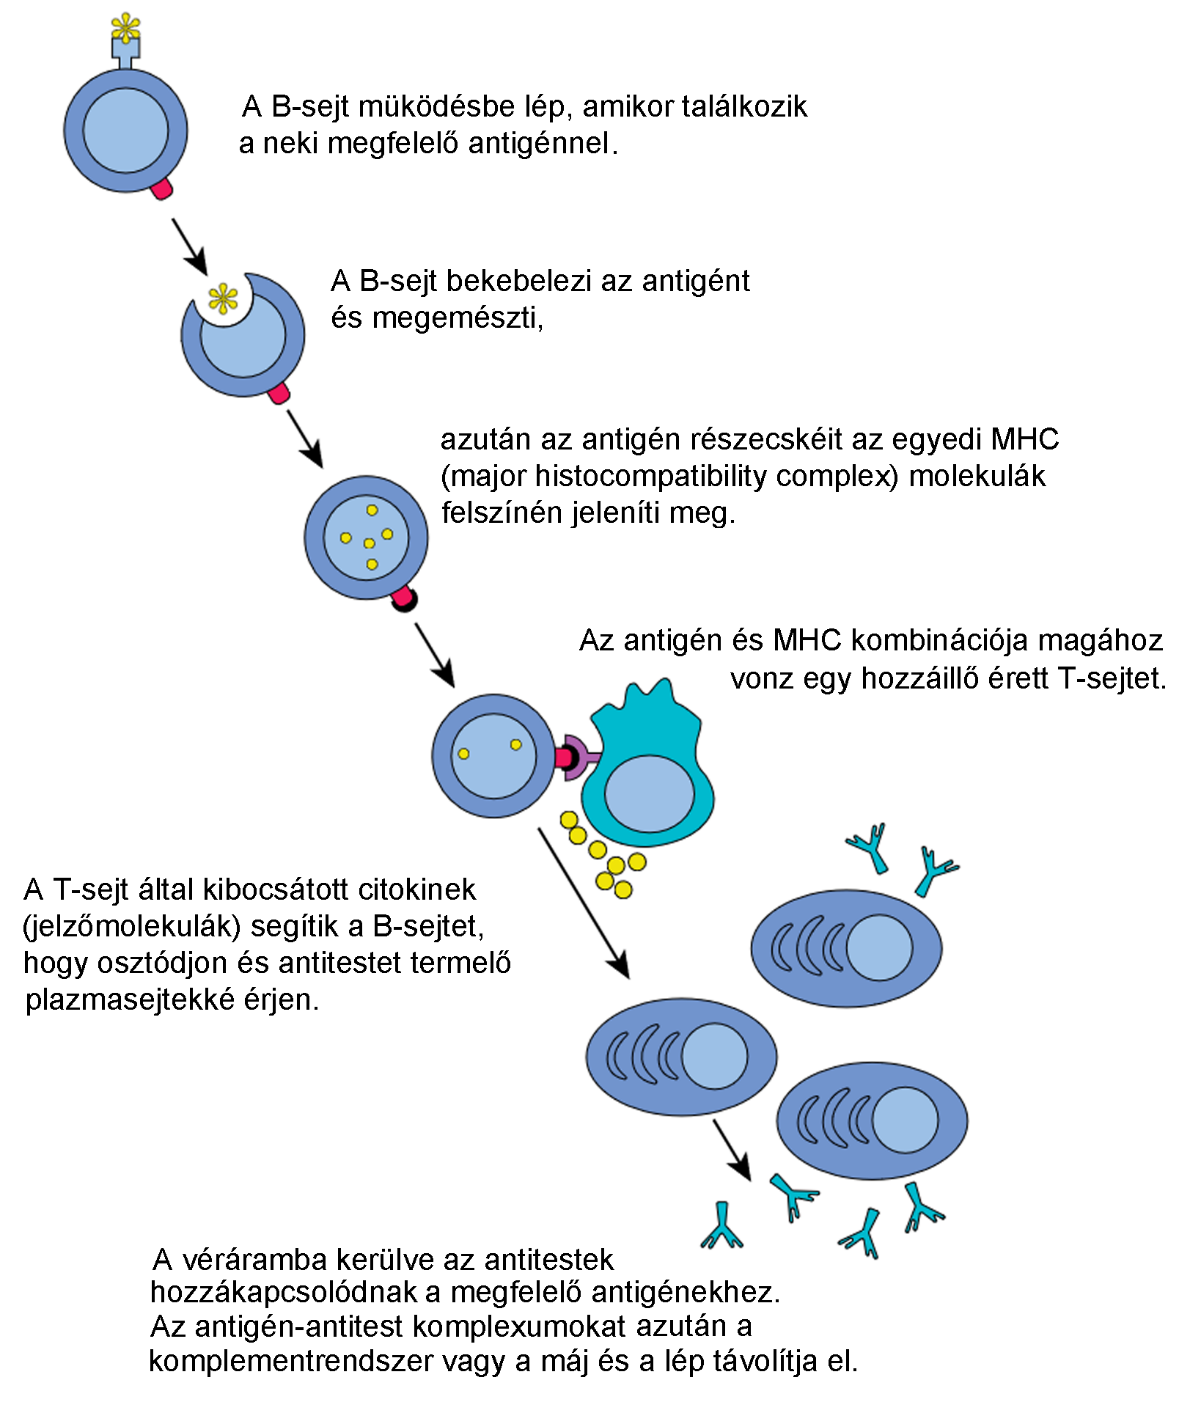 A B-sejt müködésbe lép, amikor találkozik
a neki megfelelő antigénnel.
A B-sejt bekebelezi az antigént
és megemészti,
azután az antigén részecskéit az egyedi MHC
(major histocompatibility complex) molekulák
felszínén jeleníti meg.
Az antigén és MHC kombinációja magához
vonz egy hozzáillő érett T-sejtet.
A T-sejt által kibocsátott citokinek
(jelzőmolekulák) segítik a B-sejtet,
hogy osztódjon és antitestet termelő
plazmasejtekké érjen.
A véráramba kerülve az antitestek
hozzákapcsolódnak a megfelelő antigénekhez.
Az antigén-antitest komplexumokat azután a
komplementrendszer vagy a máj és a lép távolítja el.